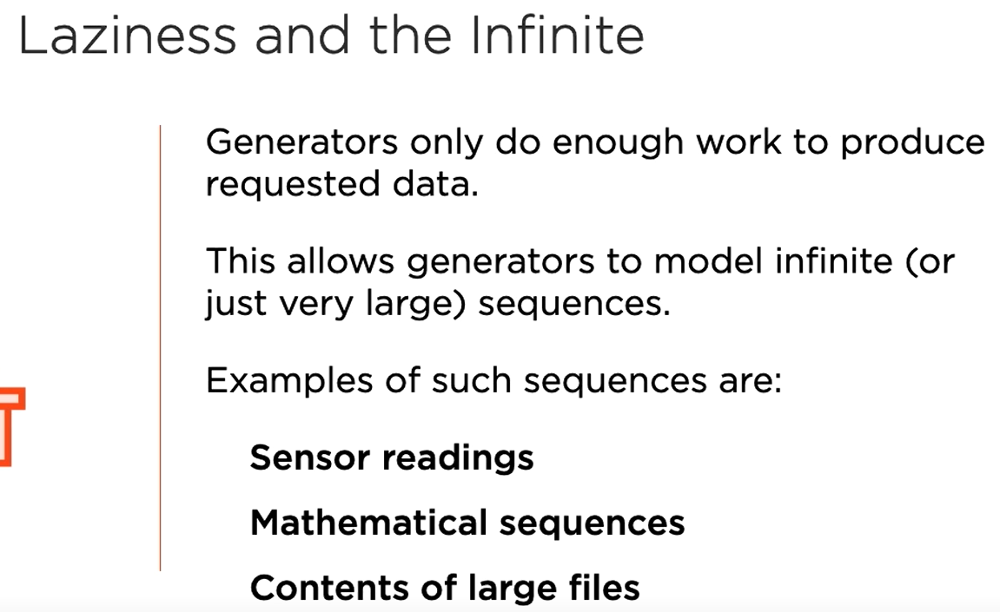 Laziness and the Infinite
Generators only do enough work to produce
requested data.
This allows generators to model infinite (or
just very large) sequences.
Examples of such sequences are:
Sensor readings
Mathematical sequences
Contents of large files